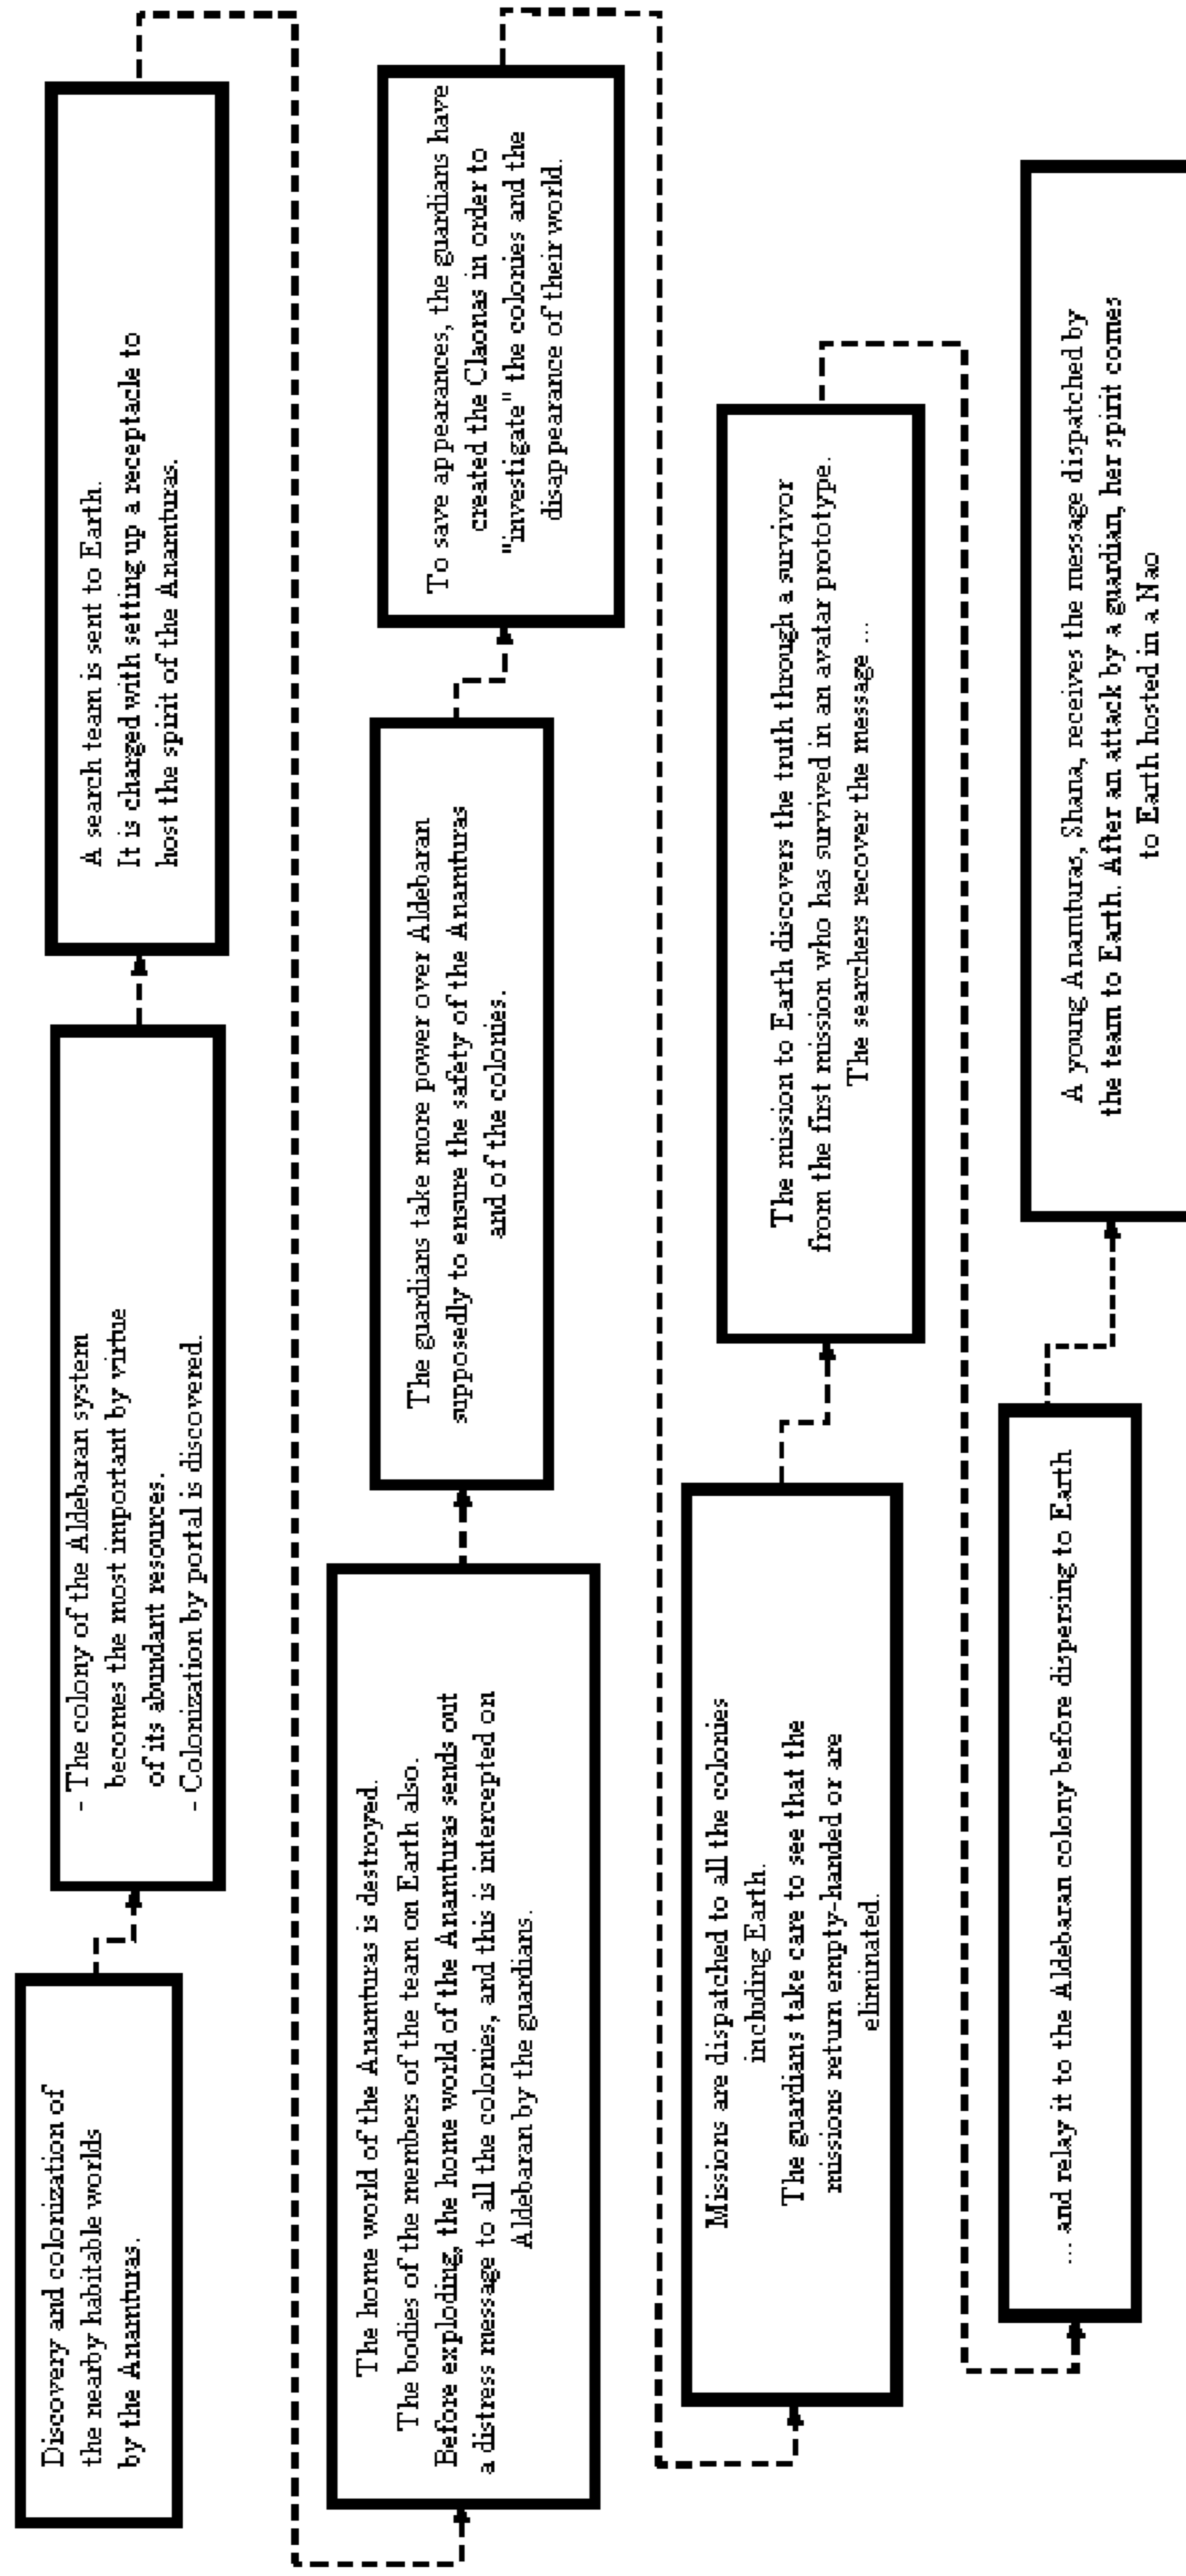 Discovery and colonization of
the nearby habitable worlds
by the Anamturas.
- The colony of the Aldebaran system
becomes the most important by virtue
of its abundant resources.
- Colonization by portal is discovered.
A search team is sent to Earth.
It is charged with setting up a receptacle to
host the spirit of the Anamturas.
The home world of the Anamturas is destroyed.
The bodies of the members of the team on Earth also.
Before exploding, the home world of the Anamturas sends out
a distress message to all the colonies, and this is intercepted on
Aldebaran by the guardians.
The guardians take more power over Aldebaran
supposedly to ensure the safety of the Anamturas
and of the colonies.
To save appearances, the guardians have
created the Claonas in order to
"investigate" the colonies and the
disappearance of their world.
Missions are dispatched to all the colonies
including Earth.
The guardians take care to see that the
missions return empty-handed or are
eliminated.
The mission to Earth discovers the truth through a survivor
from the first mission who has survived in an avatar prototype.
The searchers recover the message ...
... and relay it to the Aldebaran colony before dispersing to Earth
A young Anamturas, Shana, receives the message dispatched by
the team to Earth. After an attack by a guardian, her spirit comes
to Earth hosted in a Nao